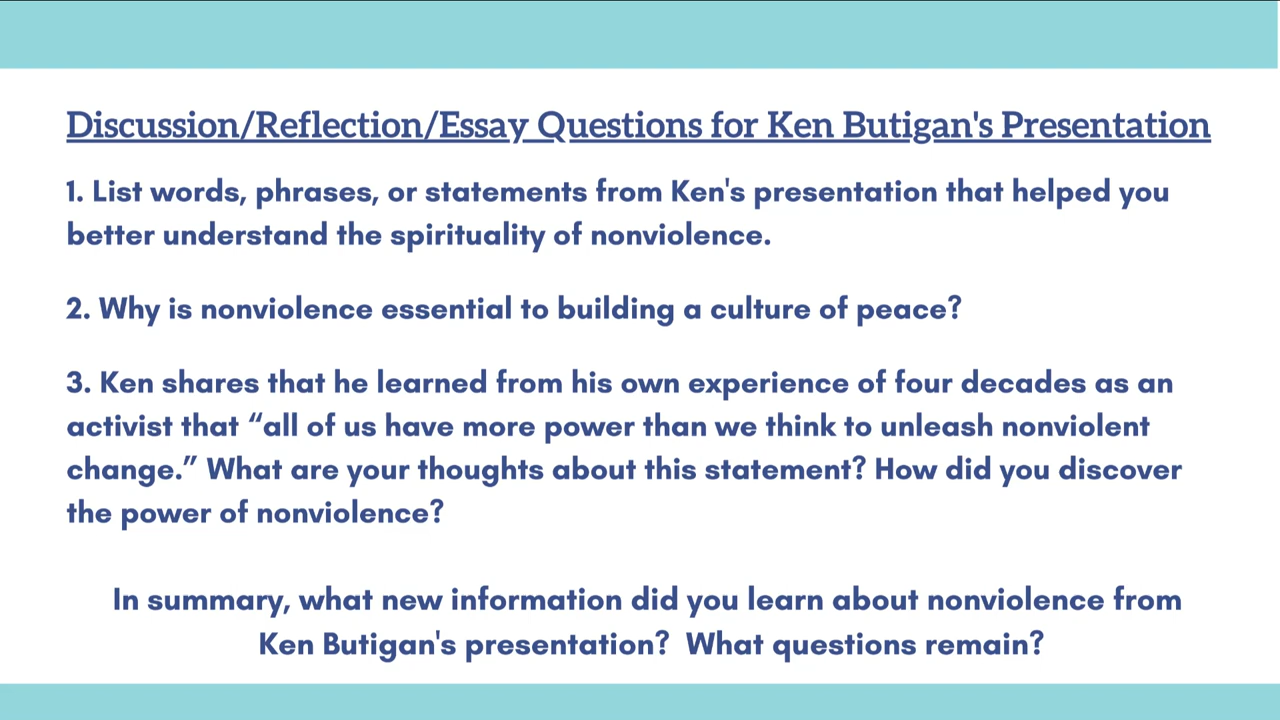 Discussion/Reflection/Essay Questions for Ken Butigan's Presentation
1. List words, phrases, or statements from Ken's presentation that helped you
better understand the spirituality of nonviolence.
2. Why is nonviolence essential to building a culture of peace?
3. Ken shares that he learned from his own experience of four decades as an
activist that “all of us have more power than we think to unleash nonviolent
change.” What are your thoughts about this statement? How did you discover
the power of nonviolence?
In summary, what new information did you learn about nonviolence from
Ken Butigan's presentation?  What questions remain?